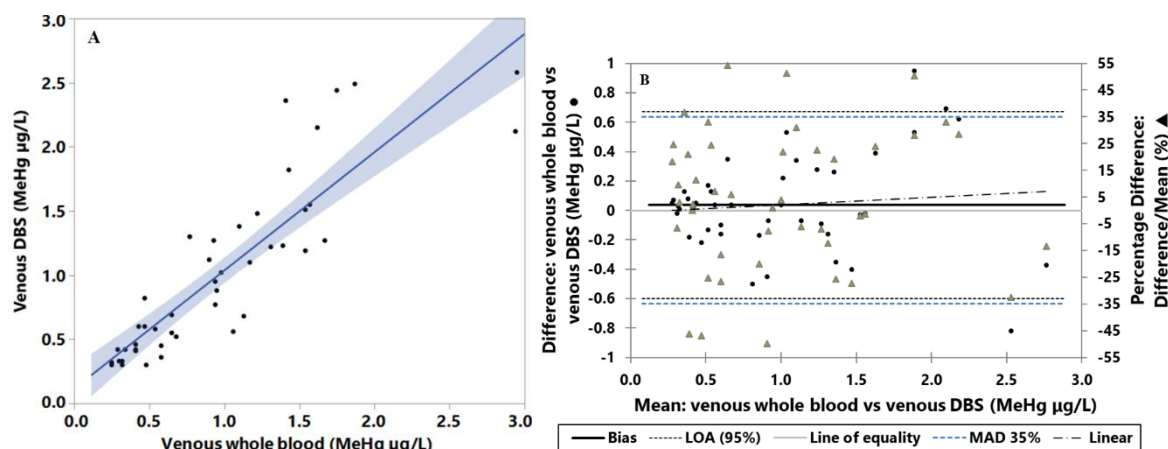 A
Venous DBS (MeHg µg/L)
3.0
2.5
2.0
1.5
1.0
0.5
0.0
0.0 0.5 1.0 1.5 2.0 2.5 3.0
Venous whole blood (MeHg µg/L)
B
Difference: venous whole blood vs
venous DBS (MeHg µg/L) ●
1
0.8
0.6
0.4
0.2
0
-0.2
-0.4
-0.6
-0.8
-1
55
45
35
25
15
5
-5
-15
-25
-35
-45
-55
Percentage Difference:
Difference/Mean (%) ▲
0.0 0.5 1.0 1.5 2.0 2.5 3.0
Mean: venous whole blood vs venous DBS (MeHg µg/L)
Bias LOA (95%) Line of equality MAD 35% Linear